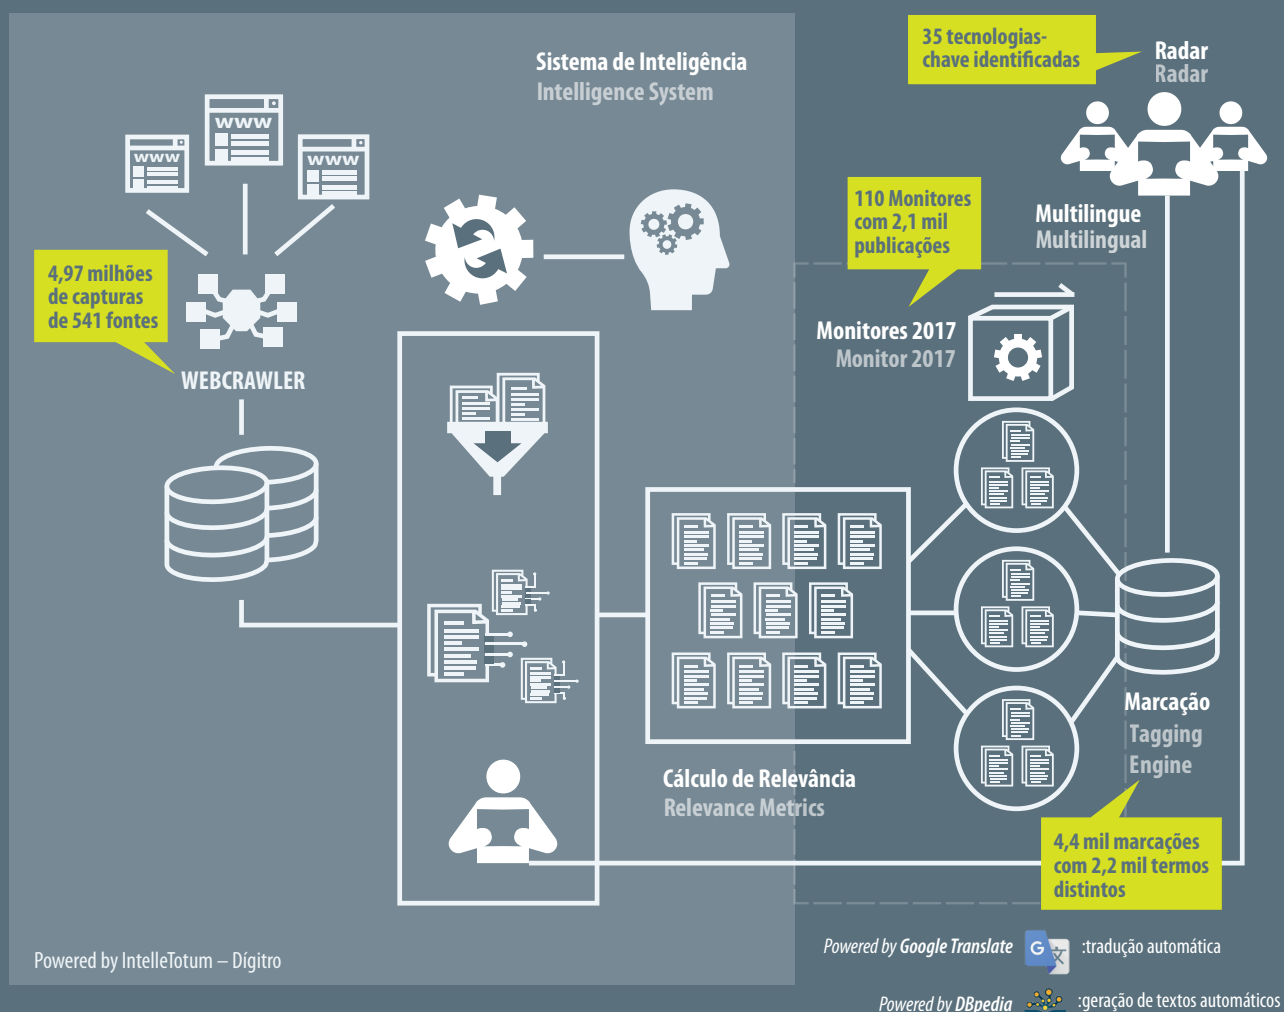 35 tecnologias-
chave identificadas
Radar
Radar
Sistema de Inteligência
Intelligence System
www
www
www
110 Monitores
com 2,1 mil
publicações
Multilingue
Multilingual
4,97 milhões
de capturas
de 541 fontes
WEBCRAWLER
Monitores 2017
Monitor 2017
Marcação
Tagging
Engine
Cálculo de Relevância
Relevance Metrics
4,4 mil marcações
com 2,2 mil termos
distintos
Powered by IntelleTotum – Dígitro
Powered by Google Translate G 文 :tradução automática
Powered by DBpedia :geração de textos automáticos